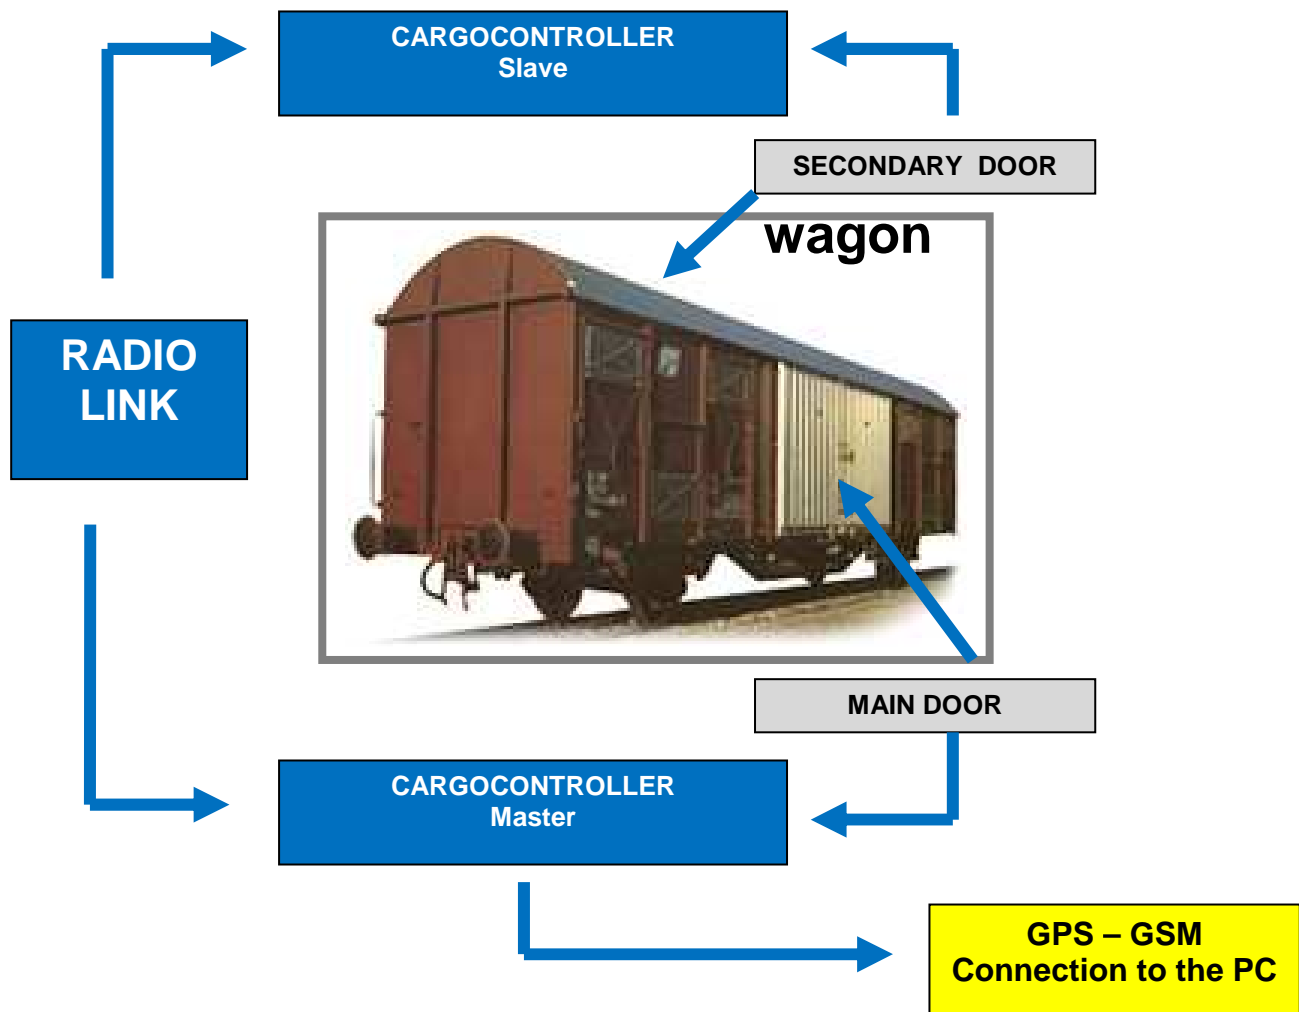 CARGOCONTROLLER
Slave
SECONDARY DOOR
wagon
RADIO
LINK
MAIN DOOR
CARGOCONTROLLER
Master
GPS – GSM
Connection to the PC